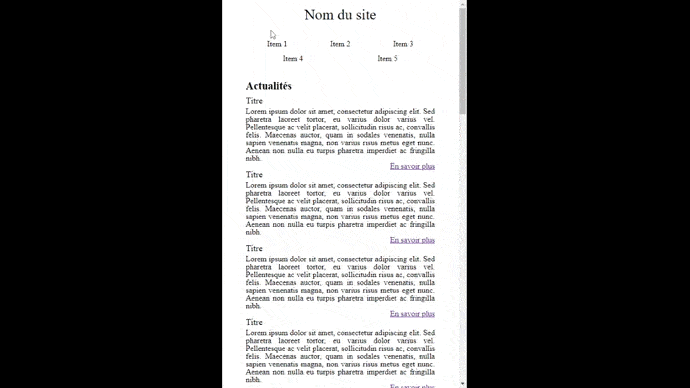 Nom du site
Item 1 Item 2 Item 3
Item 4 Item 5
Actualités
Titre
Lorem ipsum dolor sit amet, consectetur adipiscing elit. Sed
pharetra laoreet tortor, eu varius dolor varius vel.
Pellentesque ac velit placerat, sollicitudin risus ac, convallis
felis. Maecenas auctor, quam in sodales venenatis, nulla
sapien venenatis magna, non varius risus metus eget nunc.
Aenean non nulla eu turpis pharetra imperdiet ac fringilla
nibh.
En savoir plus
Titre
Lorem ipsum dolor sit amet, consectetur adipiscing elit. Sed
pharetra laoreet tortor, eu varius dolor varius vel.
Pellentesque ac velit placerat, sollicitudin risus ac, convallis
felis. Maecenas auctor, quam in sodales venenatis, nulla
sapien venenatis magna, non varius risus metus eget nunc.
Aenean non nulla eu turpis pharetra imperdiet ac fringilla
nibh.
En savoir plus
Titre
Lorem ipsum dolor sit amet, consectetur adipiscing elit. Sed
pharetra laoreet tortor, eu varius dolor varius vel.
Pellentesque ac velit placerat, sollicitudin risus ac, convallis
felis. Maecenas auctor, quam in sodales venenatis, nulla
sapien venenatis magna, non varius risus metus eget nunc.
Aenean non nulla eu turpis pharetra imperdiet ac fringilla
nibh.
En savoir plus
Titre
Lorem ipsum dolor sit amet, consectetur adipiscing elit. Sed
pharetra laoreet tortor, eu varius dolor varius vel.
Pellentesque ac velit placerat, sollicitudin risus ac, convallis
felis. Maecenas auctor, quam in sodales venenatis, nulla
sapien venenatis magna, non varius risus metus eget nunc.
Aenean non nulla eu turpis pharetra imperdiet ac fringilla
nibh.
En savoir plus